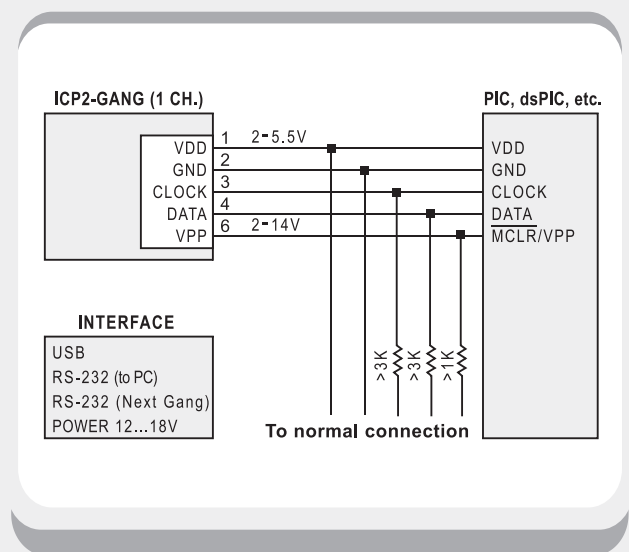 ICP2-GANG (1 CH.)
PIC, dsPIC, etc.
VDD 1 2-5.5V VDD
GND 2 GND
CLOCK 3 CLOCK
DATA 4 DATA
VPP 6 2-14V MCLR/VPP
INTERFACE
USB
RS-232 (to PC)
RS-232 (Next Gang)
POWER 12...18V
>3K >3K >1K
To normal connection